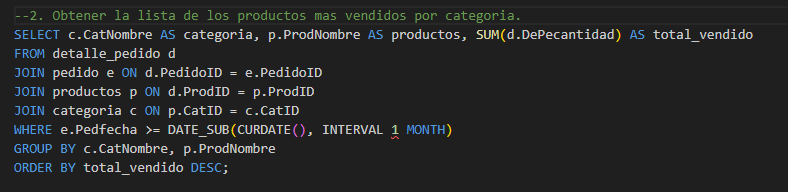 --2. Obtener la lista de los productos mas vendidos por categoria.
SELECT c.CatNombre AS categoria, p.ProdNombre AS productos, SUM(d.DePecantidad) AS total_vendido
FROM detalle_pedido d
JOIN pedido e ON d.PedidoID = e.PedidoID
JOIN productos p ON d.ProdID = p.ProdID
JOIN categoria c ON p.CatID = c.CatID
WHERE e.Pedfecha >= DATE_SUB(CURDATE(), INTERVAL 1 MONTH)
GROUP BY c.CatNombre, p.ProdNombre
ORDER BY total_vendido DESC;